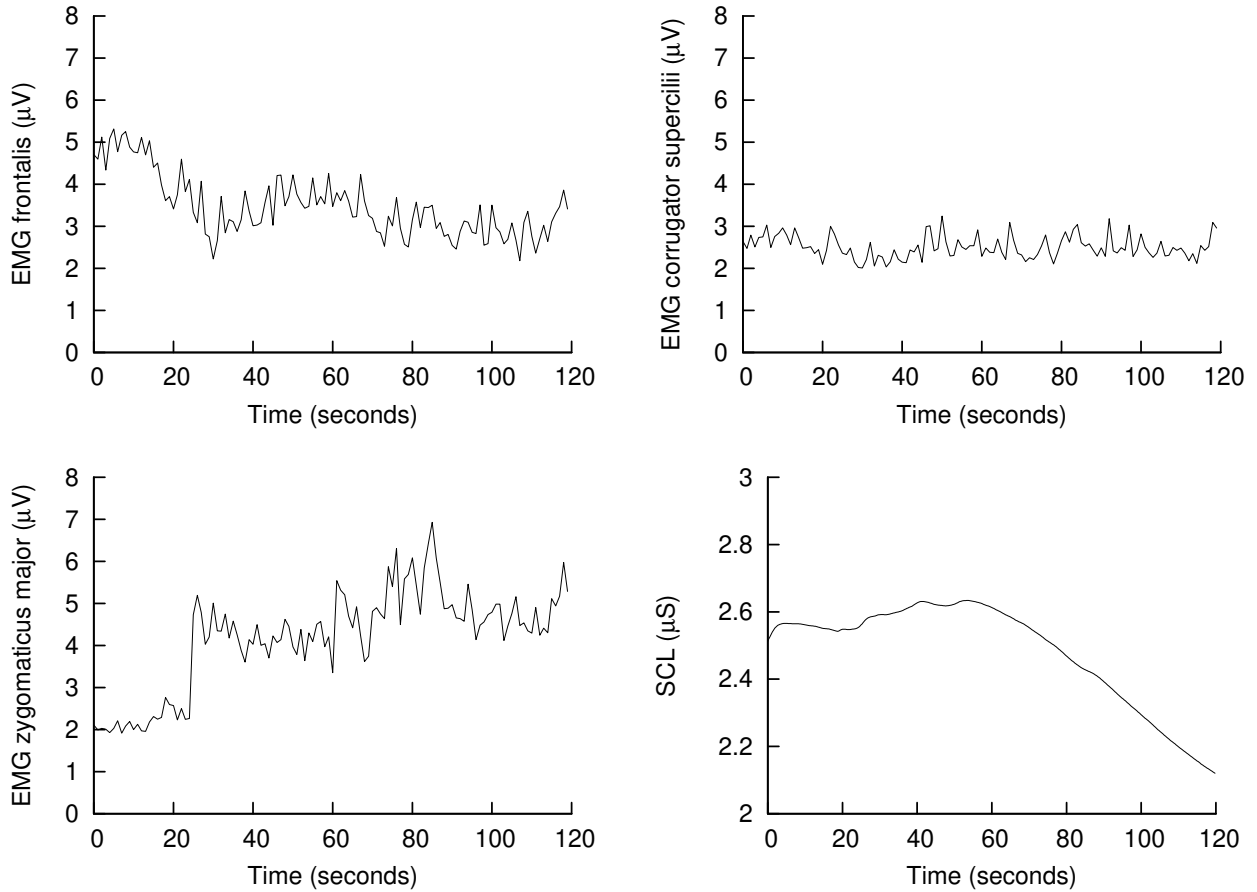 EMG frontalis (μV)
8
7
6
5
4
3
2
1
0
0 20 40 60 80 100 120
Time (seconds)
EMG corrugator supercilii (μV)
8
7
6
5
4
3
2
1
0
0 20 40 60 80 100 120
Time (seconds)
EMG zygomaticus major (μV)
8
7
6
5
4
3
2
1
0
0 20 40 60 80 100 120
Time (seconds)
SCL (μS)
3
2.8
2.6
2.4
2.2
2
0 20 40 60 80 100 120
Time (seconds)